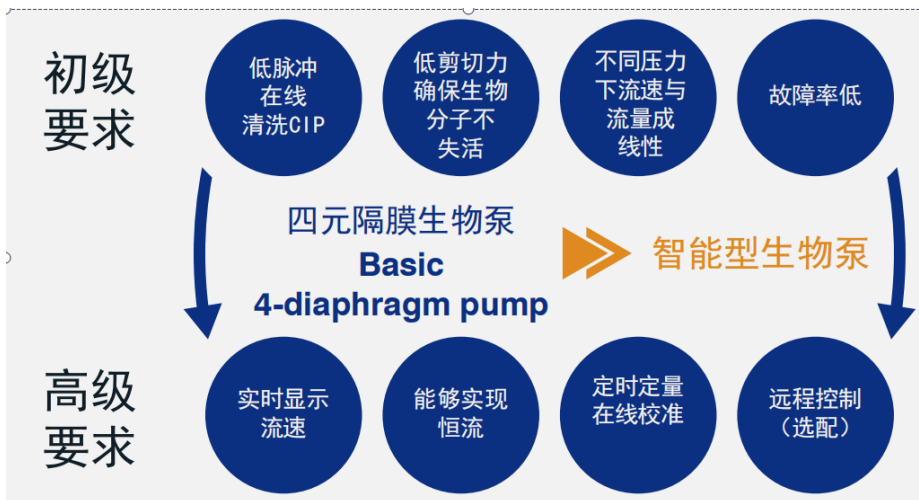 初级
要求
低脉冲
在线
清洗CIP
低剪切力
确保生物
分子不
失活
不同压力
下流速与
流量成
线性
故障率低
四元隔膜生物泵
Basic
4-diaphragm pump
智能型生物泵
高级
要求
实时显示
流速
能够实现
恒流
定时定量
在线校准
远程控制
（选配）